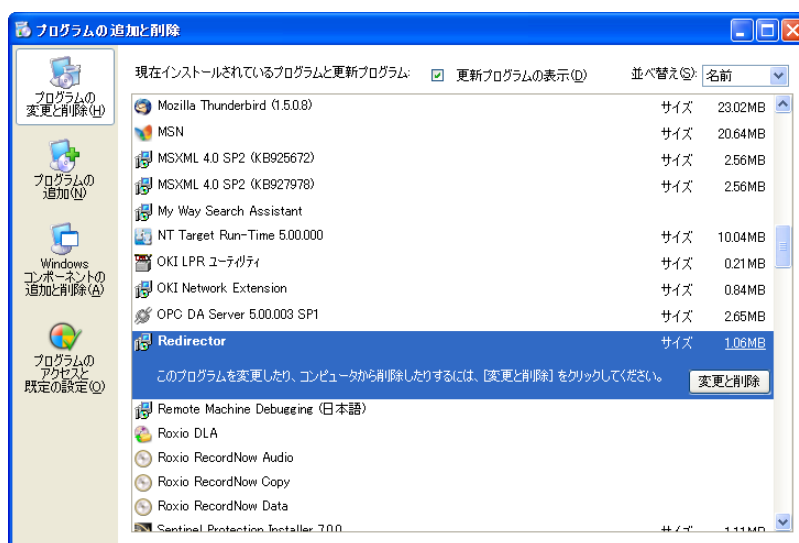 プログラムの追加と削除
現在インストールされているプログラムと更新プログラム:
更新プログラムの表示(D)
並べ替え(S):
名前
プログラムの
変更と削除(H)
プログラムの
追加(N)
Windows
コンポーネントの
追加と削除(A)
プログラムの
アクセスと
既定の設定(O)
Mozilla Thunderbird (1.5.0.8) サイズ 23.02MB
MSN サイズ 20.64MB
MSXML 4.0 SP2 (KB925672) サイズ 2.56MB
MSXML 4.0 SP2 (KB927978) サイズ 2.56MB
My Way Search Assistant
NT Target Run-Time 5.00.000 サイズ 10.04MB
OKI LPR ユーティリティ サイズ 0.21MB
OKI Network Extension サイズ 0.84MB
OPC DA Server 5.00.003 SP1 サイズ 2.65MB
Redirector サイズ 1.06MB
このプログラムを変更したり、コンピュータから削除したりするには、[変更と削除] をクリックしてください。
変更と削除
Remote Machine Debugging (日本語)
Roxio DLA
Roxio RecordNow Audio
Roxio RecordNow Copy
Roxio RecordNow Data
Sentinel Protection Installer 7.0.0 サイズ 1.11MB